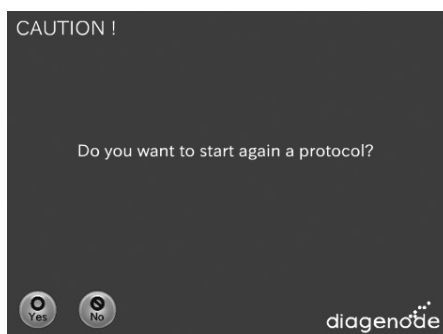 CAUTION !
Do you want to start again a protocol?
Yes
No
diagenode